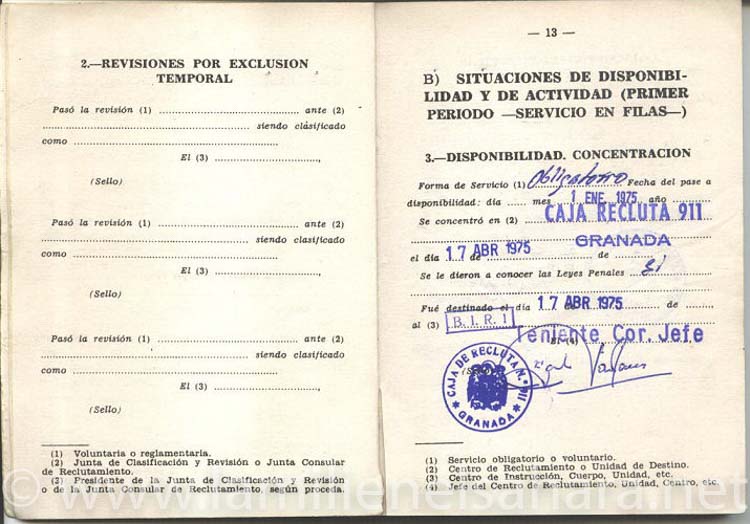 2.—REVISIONES POR EXCLUSION
TEMPORAL
Pasó la revisión (1) ........................ ante (2)
........................ siendo clasificado
como ........................
El (3) ........................,
(Sello)
Pasó la revisión (1) ........................ ante (2)
........................ siendo clasificado
como ........................
El (3) ........................,
(Sello)
Pasó la revisión (1) ........................ ante (2)
........................ siendo clasificado
como ........................
El (3) ........................,
(Sello)
(1) Voluntaria o reglamentaria.
(2) Junta de Clasificación y Revisión o Junta Consular
de Reclutamiento.
(3) Presidente de la Junta de Clasificación y Revisión
o de la Junta Consular de Reclutamiento, según proceda.
— 13 —
B) SITUACIONES DE DISPONIBI-
LIDAD Y DE ACTIVIDAD (PRIMER
PERIODO —SERVICIO EN FILAS—)
3.—DISPONIBILIDAD. CONCENTRACION
Forma de Servicio (1) Obligatorio Fecha del pase a
disponibilidad: día ...... mes 1 ENE. 1975 año ......
Se concentró en (2) CAJA RECLUTA 911
GRANADA
el día 17 ABR 1975 de ........................ de ......
Se le dieron a conocer las Leyes Penales si
Fué destinado el día 17 ABR 1975 de ......
al (3) B. I. R. 1
Teniente Cor. Jefe
El (4)
(Sello)
CAJA DE RECLUTA N.º 911
★ GRANADA ★
(1) Servicio obligatorio o voluntario.
(2) Centro de Reclutamiento o Unidad de Destino.
(3) Centro de Instrucción, Cuerpo, Unidad, etc.
(4) Jefe del Centro de Reclutamiento, Unidad, Centro, etc.